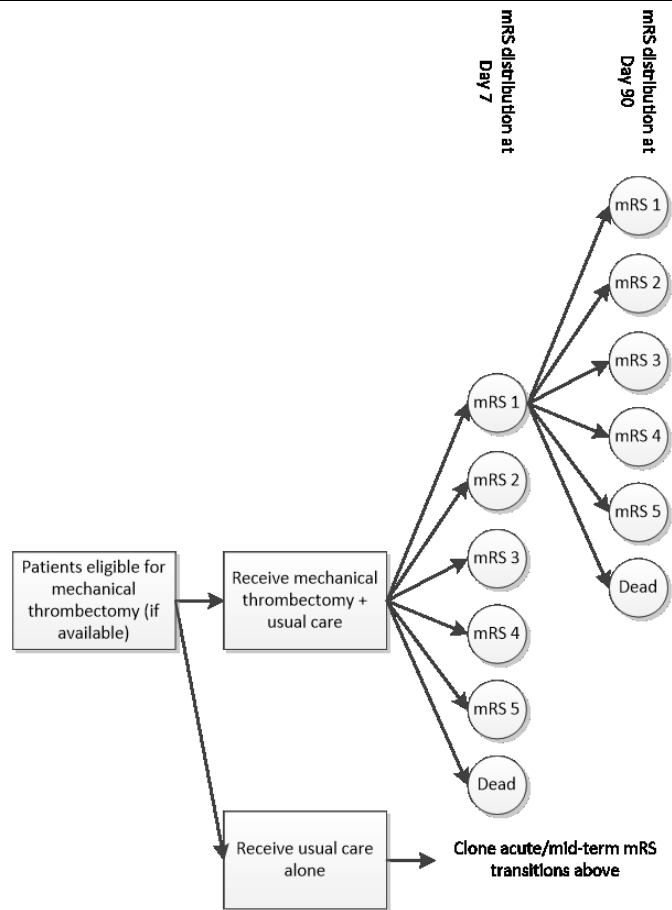 mRS distribution at
Day 7
mRS distribution at
Day 90
mRS 1
mRS 2
mRS 3
mRS 4
mRS 5
Dead
mRS 1
mRS 2
mRS 3
mRS 4
mRS 5
Dead
Patients eligible for
mechanical
thrombectomy (if
available)
Receive mechanical
thrombectomy +
usual care
Receive usual care
alone
Clone acute/mid-term mRS
transitions above